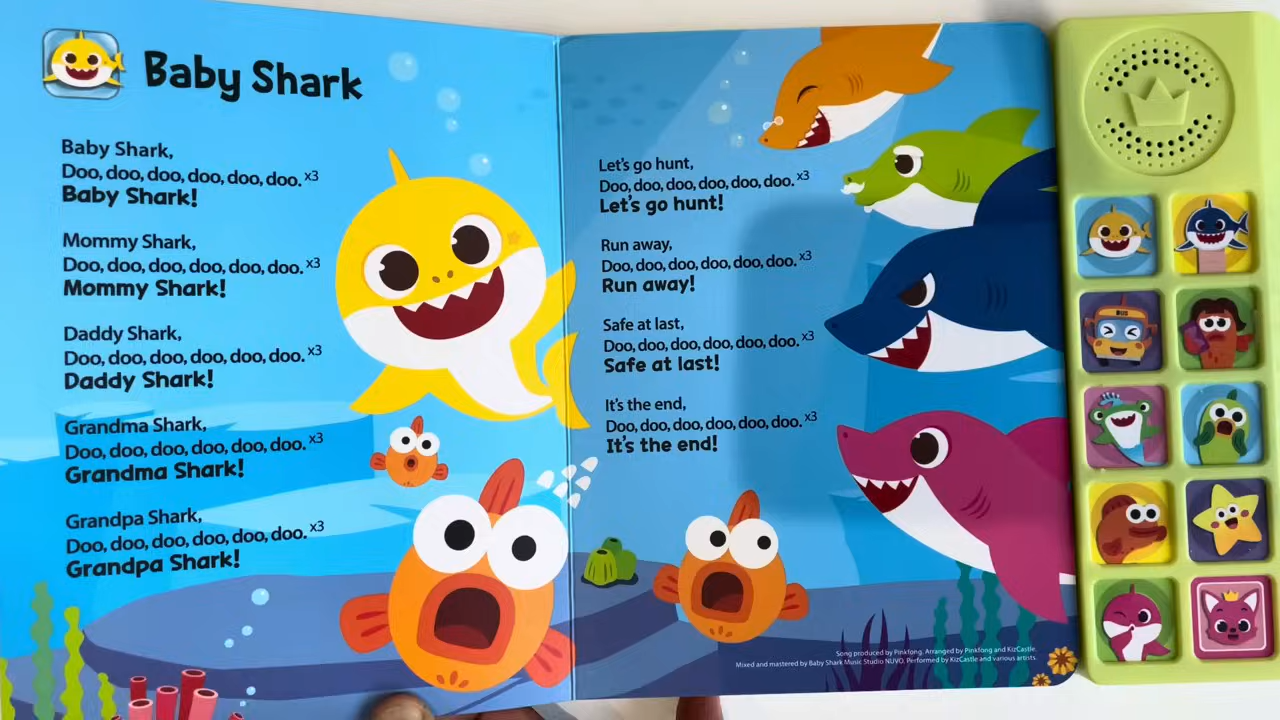 Baby Shark
Baby Shark,
Doo, doo, doo, doo, doo, doo. x3
Baby Shark!
Mommy Shark,
Doo, doo, doo, doo, doo, doo. x3
Mommy Shark!
Daddy Shark,
Doo, doo, doo, doo, doo, doo. x3
Daddy Shark!
Grandma Shark,
Doo, doo, doo, doo, doo, doo. x3
Grandma Shark!
Grandpa Shark,
Doo, doo, doo, doo, doo, doo. x3
Grandpa Shark!
Let's go hunt,
Doo, doo, doo, doo, doo, doo. x3
Let's go hunt!
Run away,
Doo, doo, doo, doo, doo, doo. x3
Run away!
Safe at last,
Doo, doo, doo, doo, doo, doo. x3
Safe at last!
It's the end,
Doo, doo, doo, doo, doo, doo. x3
It's the end!
Song produced by Pinkfong. Arranged by Pinkfong and KizCastle.
Mixed and mastered by Baby Shark Music Studio NUVO. Performed by KizCastle and various artists.
BUS